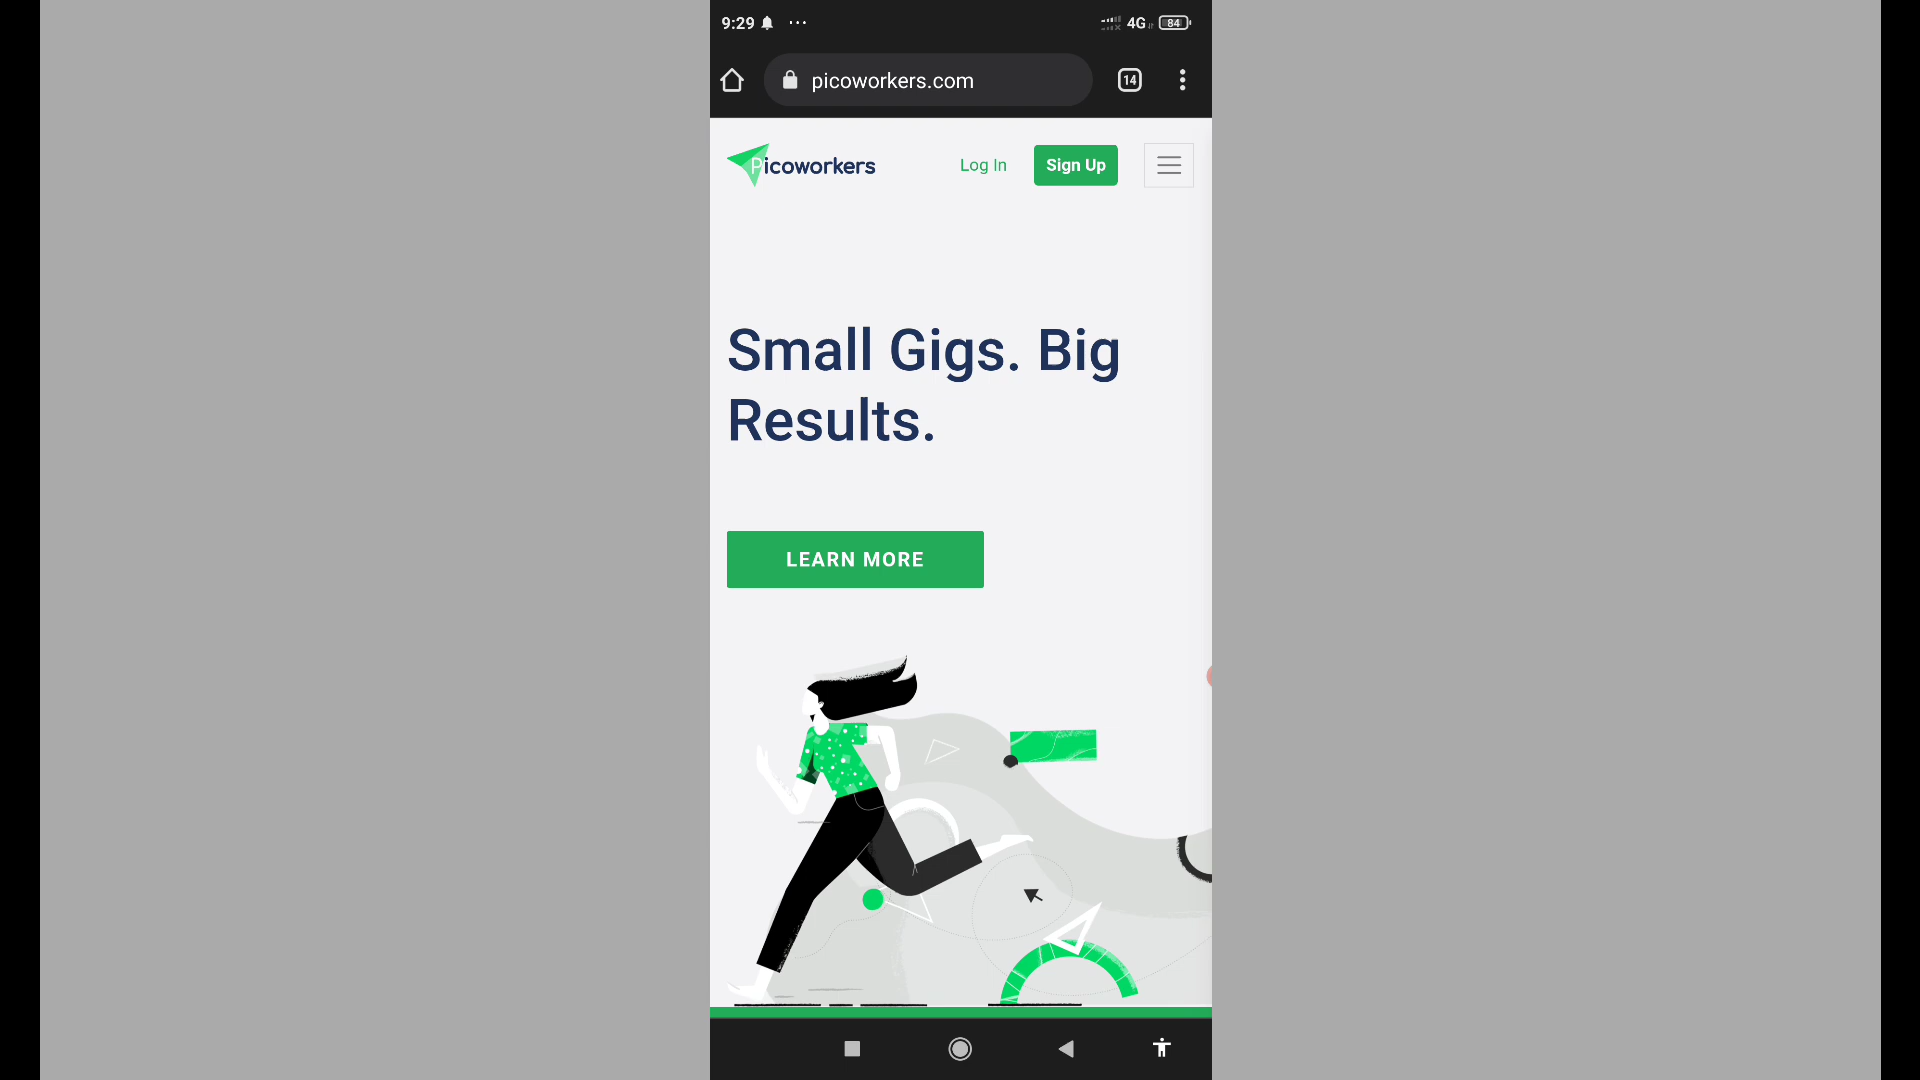 9:29
4G
84
picoworkers.com
14
Picoworkers
Log In
Sign Up
Small Gigs. Big
Results.
LEARN MORE